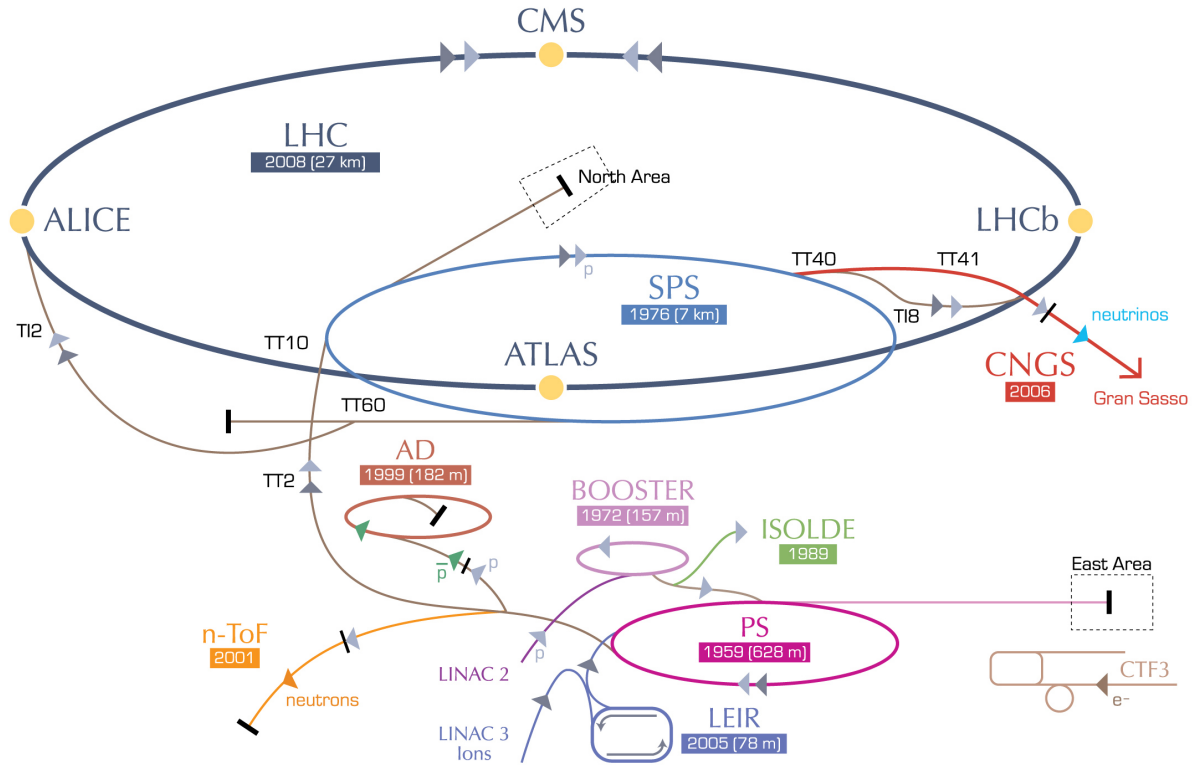 CMS
LHC
2008 (27 km)
North Area
ALICE
LHCb
TT40
TT41
SPS
1976 (7 km)
p
TI8
neutrinos
TI2
TT10
ATLAS
CNGS
2006
Gran Sasso
TT60
AD
1999 (182 m)
TT2
BOOSTER
1972 (157 m)
ISOLDE
1989
p̅
p
East Area
n-ToF
2001
p
PS
1959 (628 m)
LINAC 2
neutrons
CTF3
e–
LEIR
2005 (78 m)
LINAC 3
Ions